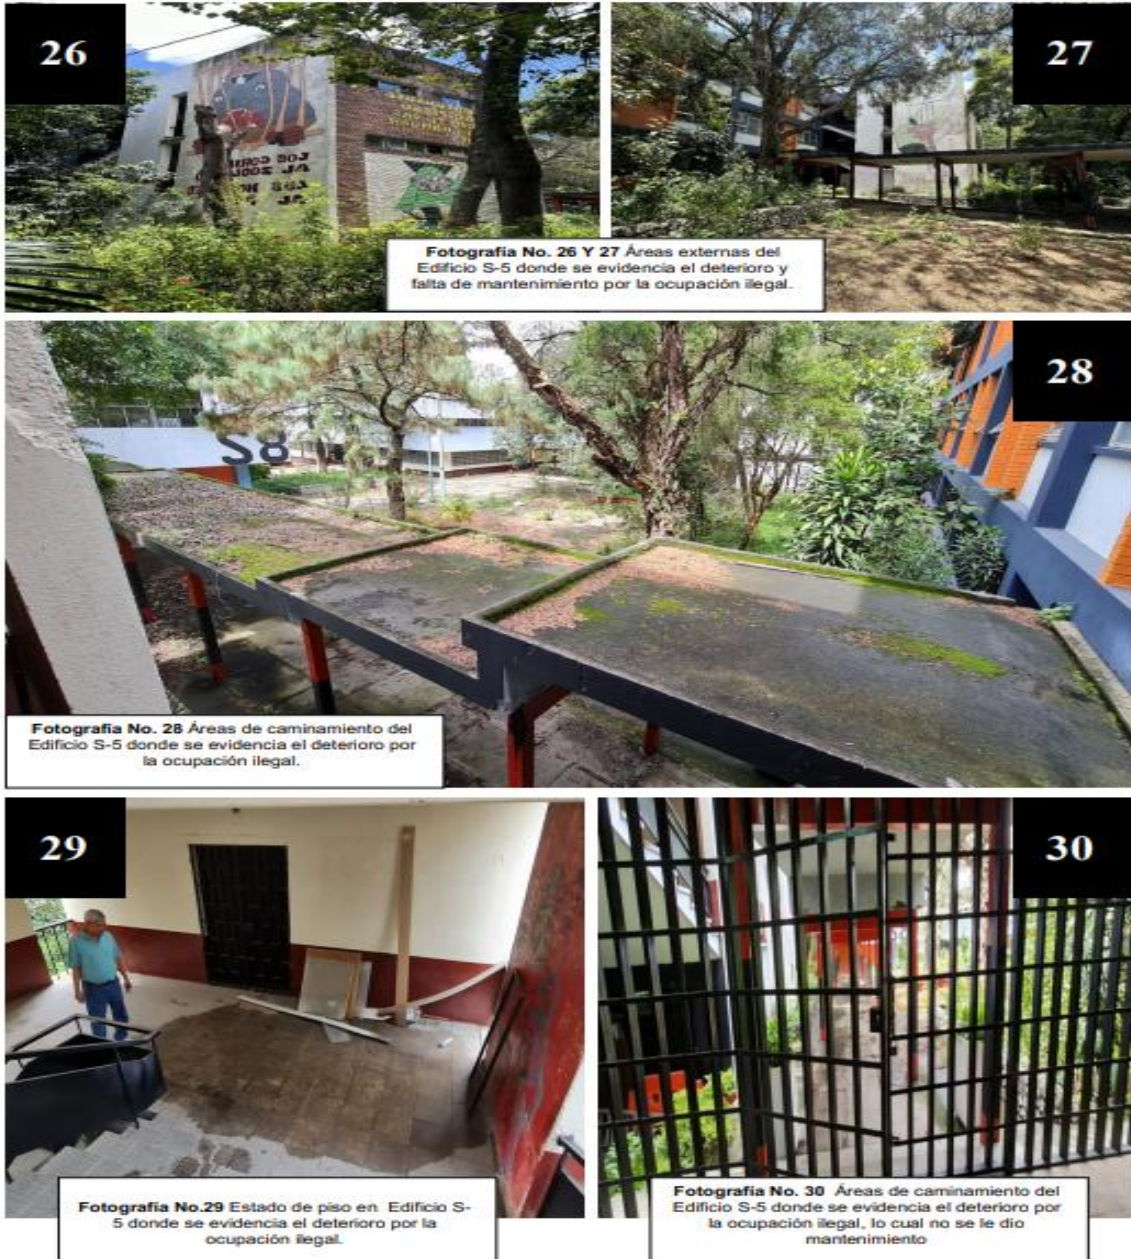 26
27
LOS
AL
Fotografía No. 26 Y 27 Áreas externas del
Edificio S-5 donde se evidencia el deterioro y
falta de mantenimiento por la ocupación ilegal.
28
S8
Fotografía No. 28 Áreas de caminamiento del
Edificio S-5 donde se evidencia el deterioro por
la ocupación ilegal.
29
30
Fotografía No.29 Estado de piso en Edificio S-
5 donde se evidencia el deterioro por la
ocupación ilegal.
Fotografía No. 30 Áreas de caminamiento del
Edificio S-5 donde se evidencia el deterioro por
la ocupación ilegal, lo cual no se le dio
mantenimiento